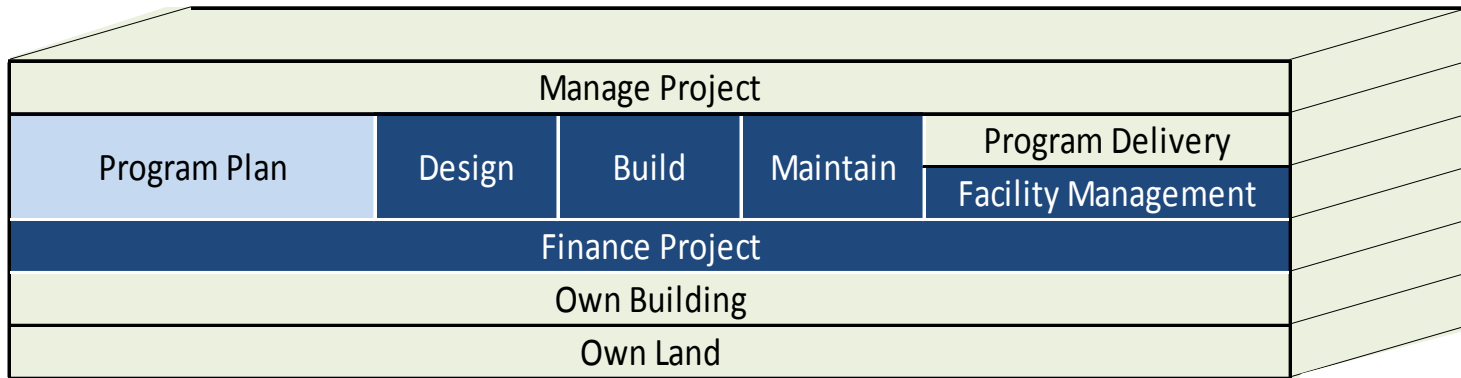 Manage Project
Program Plan
Design
Build
Maintain
Program Delivery
Facility Management
Finance Project
Own Building
Own Land